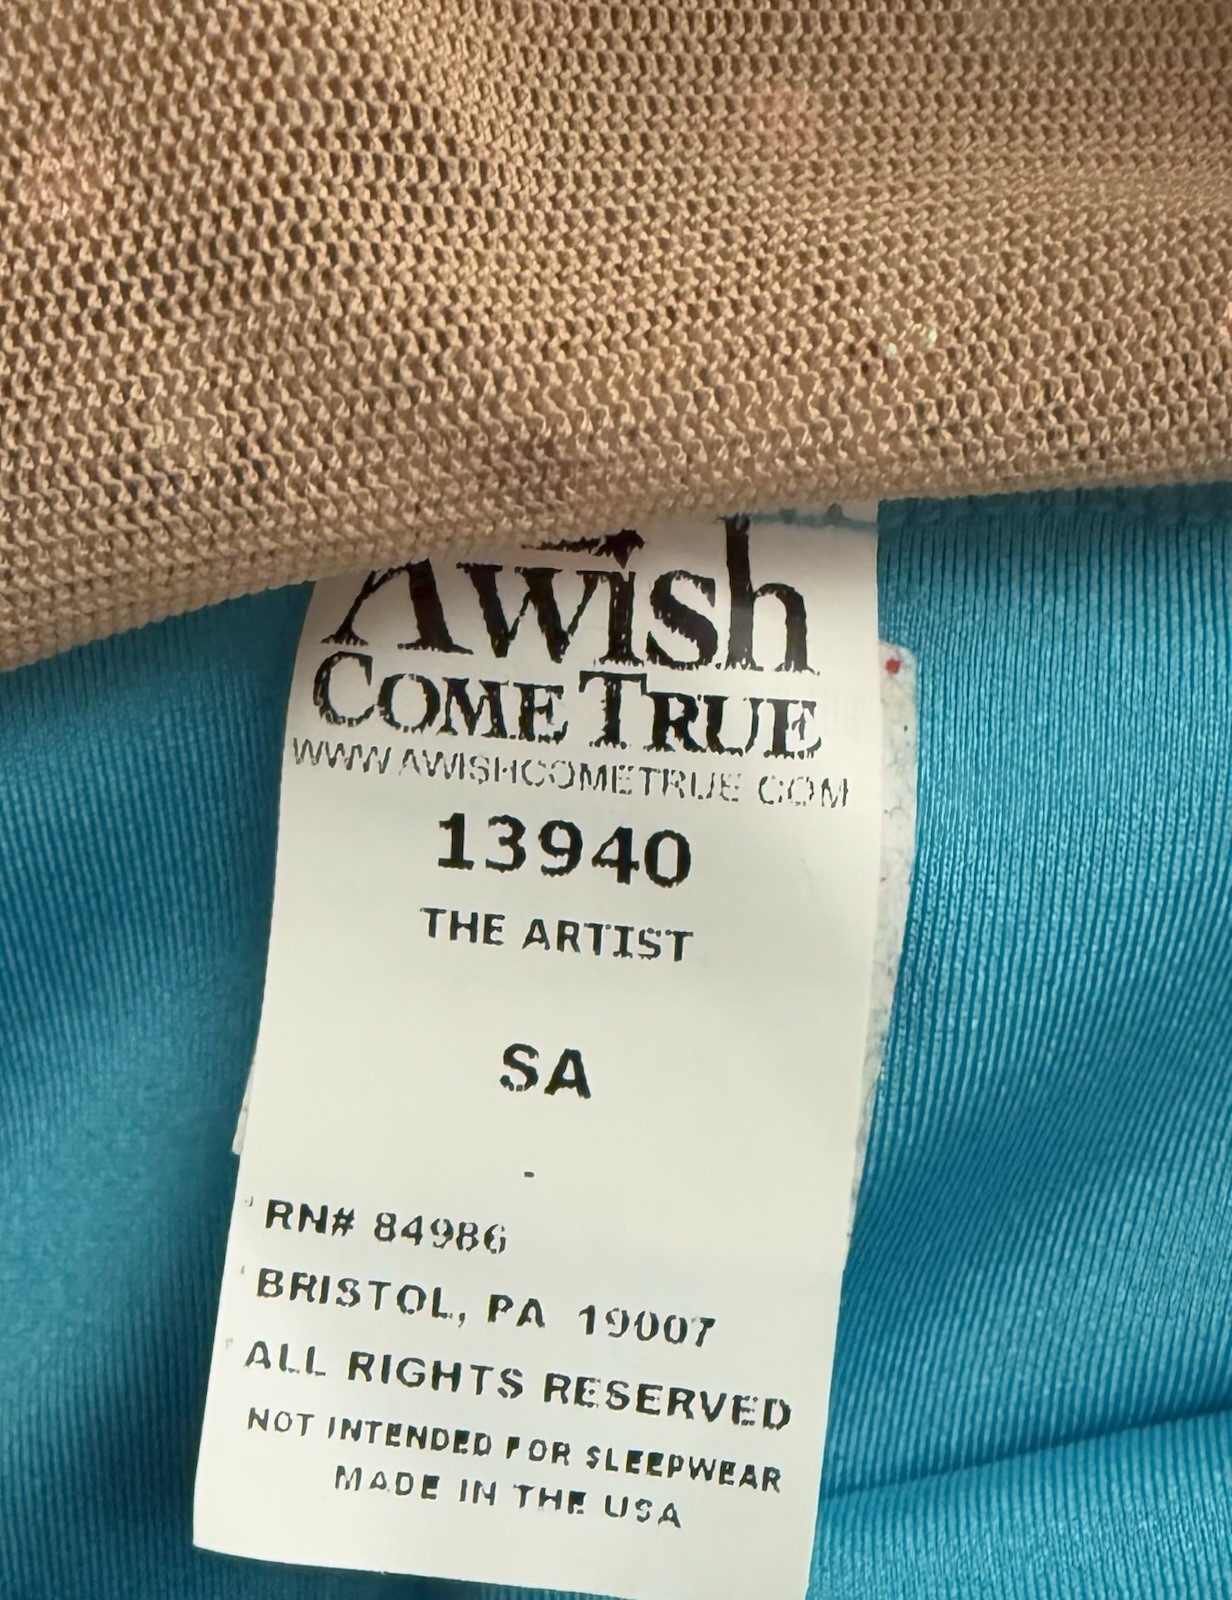 Awish
COME TRUE
WWW.AWISHCOMETRUE.COM
13940
THE ARTIST
SA
-
RN# 84986
BRISTOL, PA 19007
ALL RIGHTS RESERVED
NOT INTENDED FOR SLEEPWEAR
MADE IN THE USA